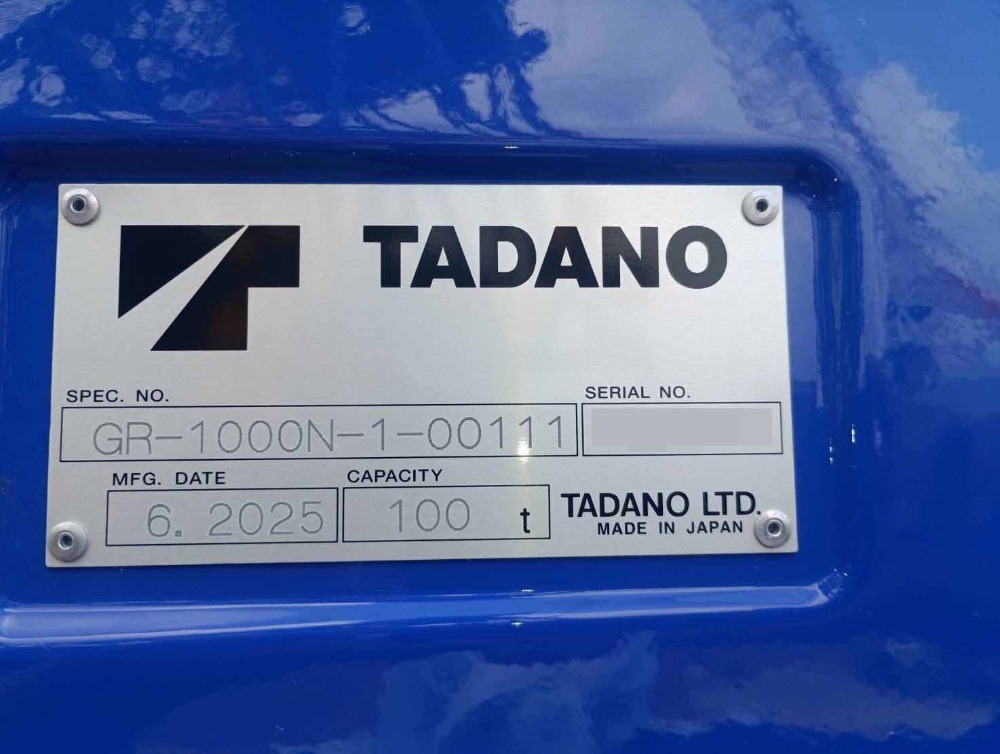 TADANO
SPEC. NO.
SERIAL NO.
GR-1000N-1-00111
MFG. DATE
CAPACITY
6. 2025
100 t
TADANO LTD.
MADE IN JAPAN